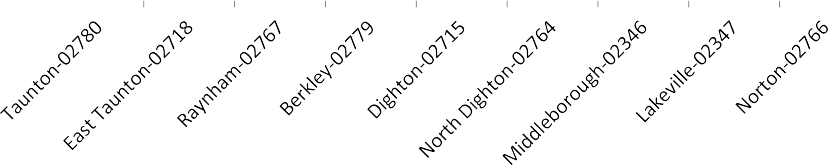 Taunton-02780
East Taunton-02718
Raynham-02767
Berkley-02779
Dighton-02715
North Dighton-02764
Middleborough-02346
Lakeville-02347
Norton-02766